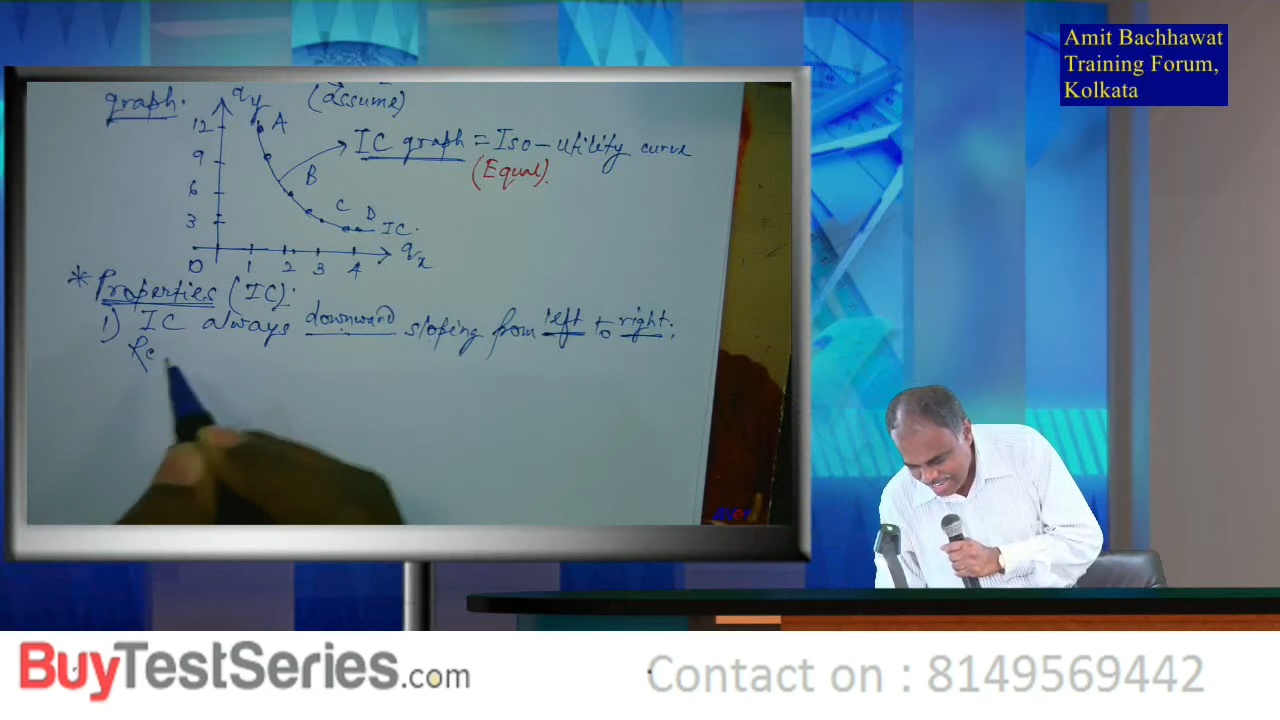 Amit Bachhawat
Training Forum,
Kolkata
graph. qy (Assume)
12 A
IC graph = Iso-utility curve
9
(Equal).
B
6
C
3 D IC.
qx
0 1 2 3 4
* Properties (IC):
1) IC always downward sloping from left to right:
Re
AVer
BuyTestSeries.com Contact on : 8149569442